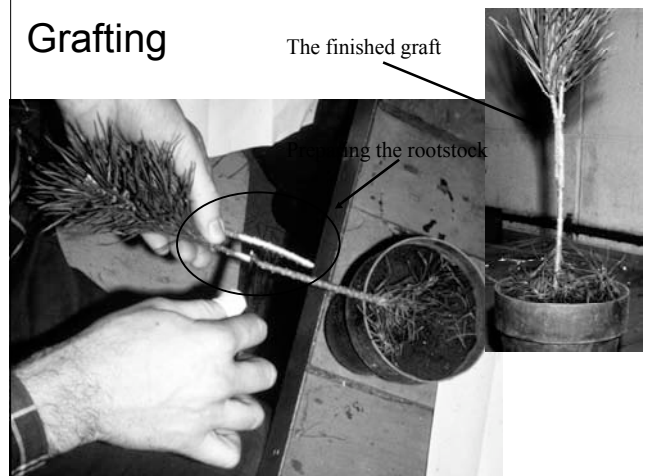 Grafting
The finished graft
Preparing the rootstock